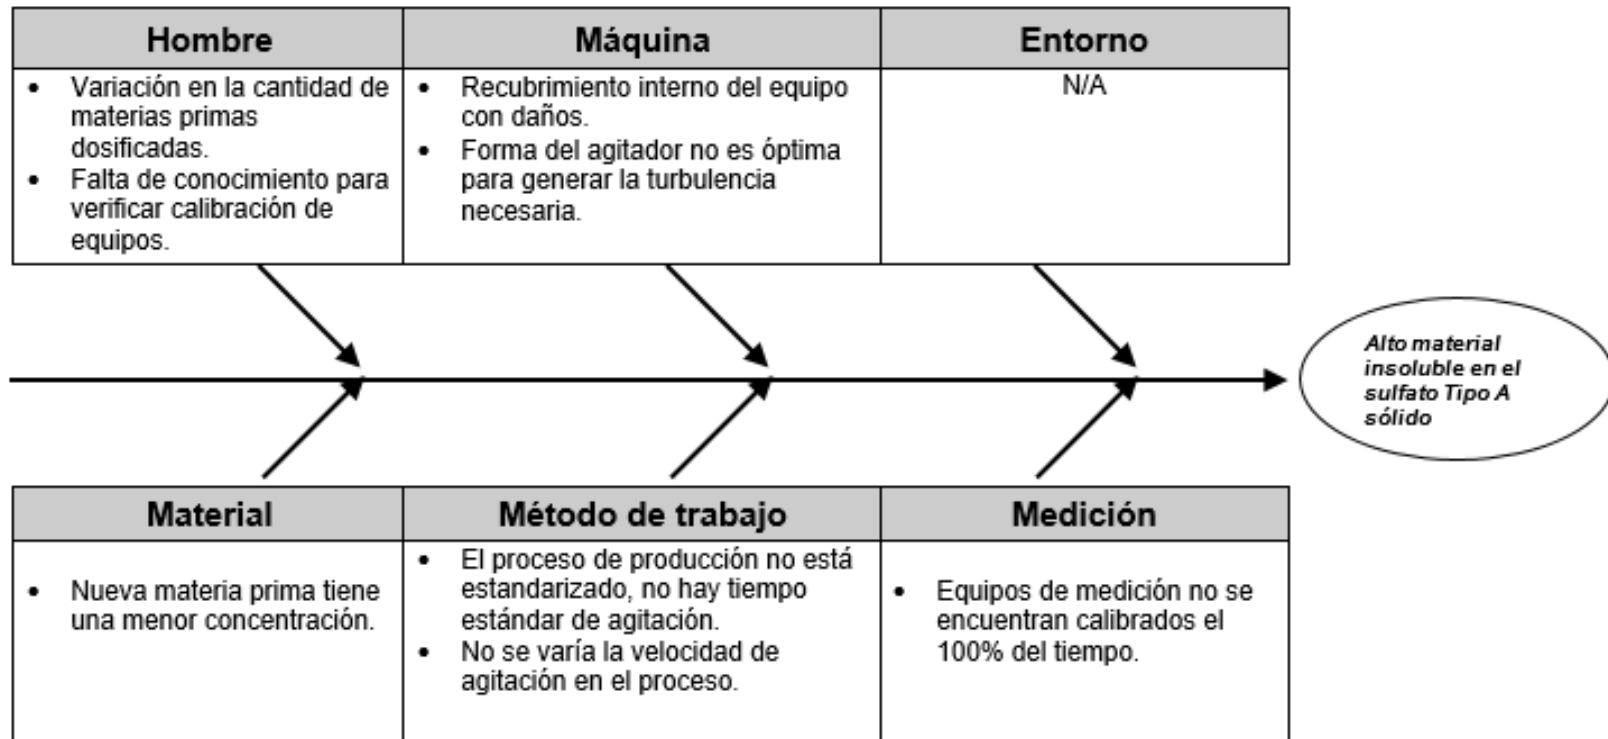 Hombre
Máquina
Entorno
• Variación en la cantidad de
materias primas
dosificadas.
• Falta de conocimiento para
verificar calibración de
equipos.
• Recubrimiento interno del equipo
con daños.
• Forma del agitador no es óptima
para generar la turbulencia
necesaria.
N/A
Alto material
insoluble en el
sulfato Tipo A
sólido
Material
Método de trabajo
Medición
• Nueva materia prima tiene
una menor concentración.
• El proceso de producción no está
estandarizado, no hay tiempo
estándar de agitación.
• No se varía la velocidad de
agitación en el proceso.
• Equipos de medición no se
encuentran calibrados el
100% del tiempo.